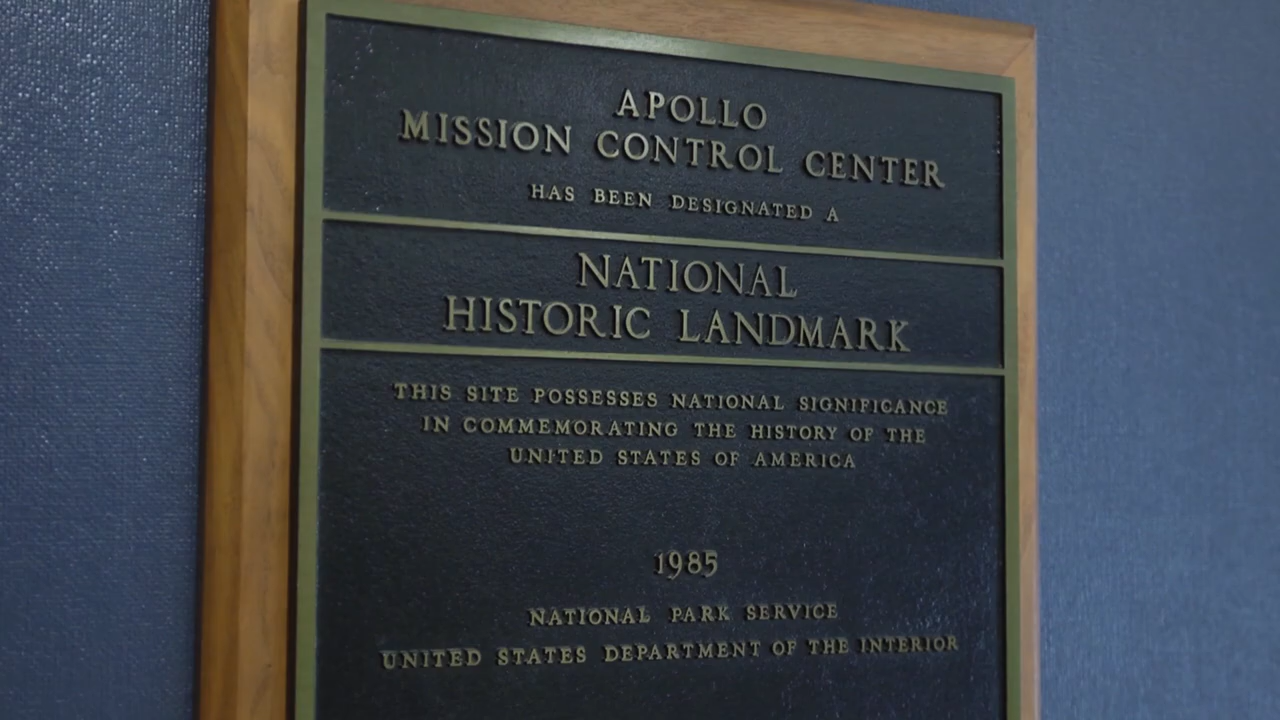 APOLLO
MISSION CONTROL CENTER
HAS BEEN DESIGNATED A
NATIONAL
HISTORIC LANDMARK
THIS SITE POSSESSES NATIONAL SIGNIFICANCE
IN COMMEMORATING THE HISTORY OF THE
UNITED STATES OF AMERICA
1985
NATIONAL PARK SERVICE
UNITED STATES DEPARTMENT OF THE INTERIOR